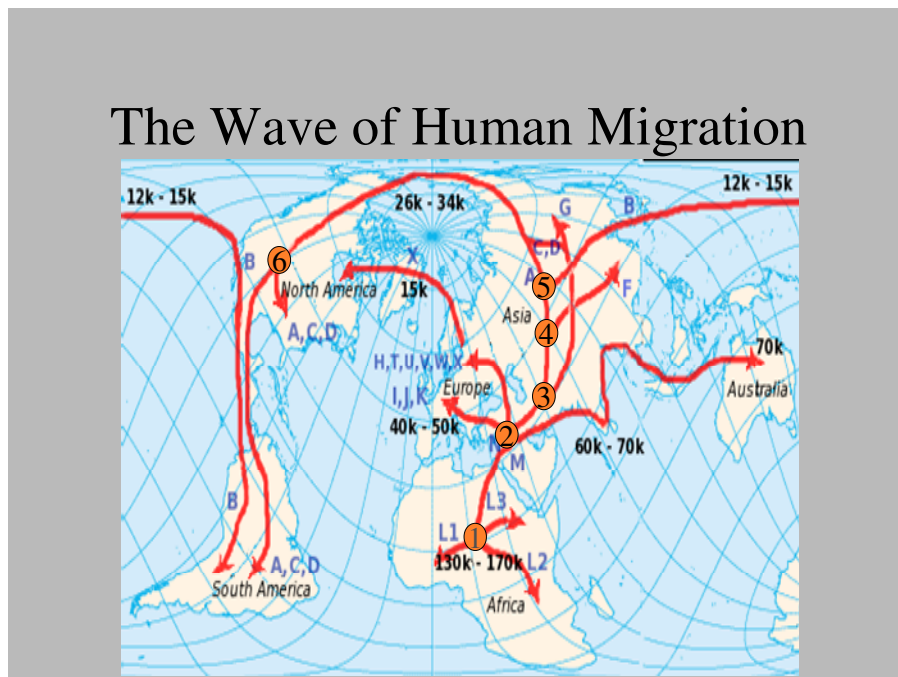 The Wave of Human Migration
12k - 15k
12k - 15k
26k - 34k
G
B
C,D
X
B
6
A
5
F
North America
15k
Asia
A,C,D
4
70k
H,T,U,V,W,X
Europe
I,J,K
3
Australia
40k - 50k
2
N
60k - 70k
M
B
L3
L1
1
130k - 170k
L2
A,C,D
South America
Africa